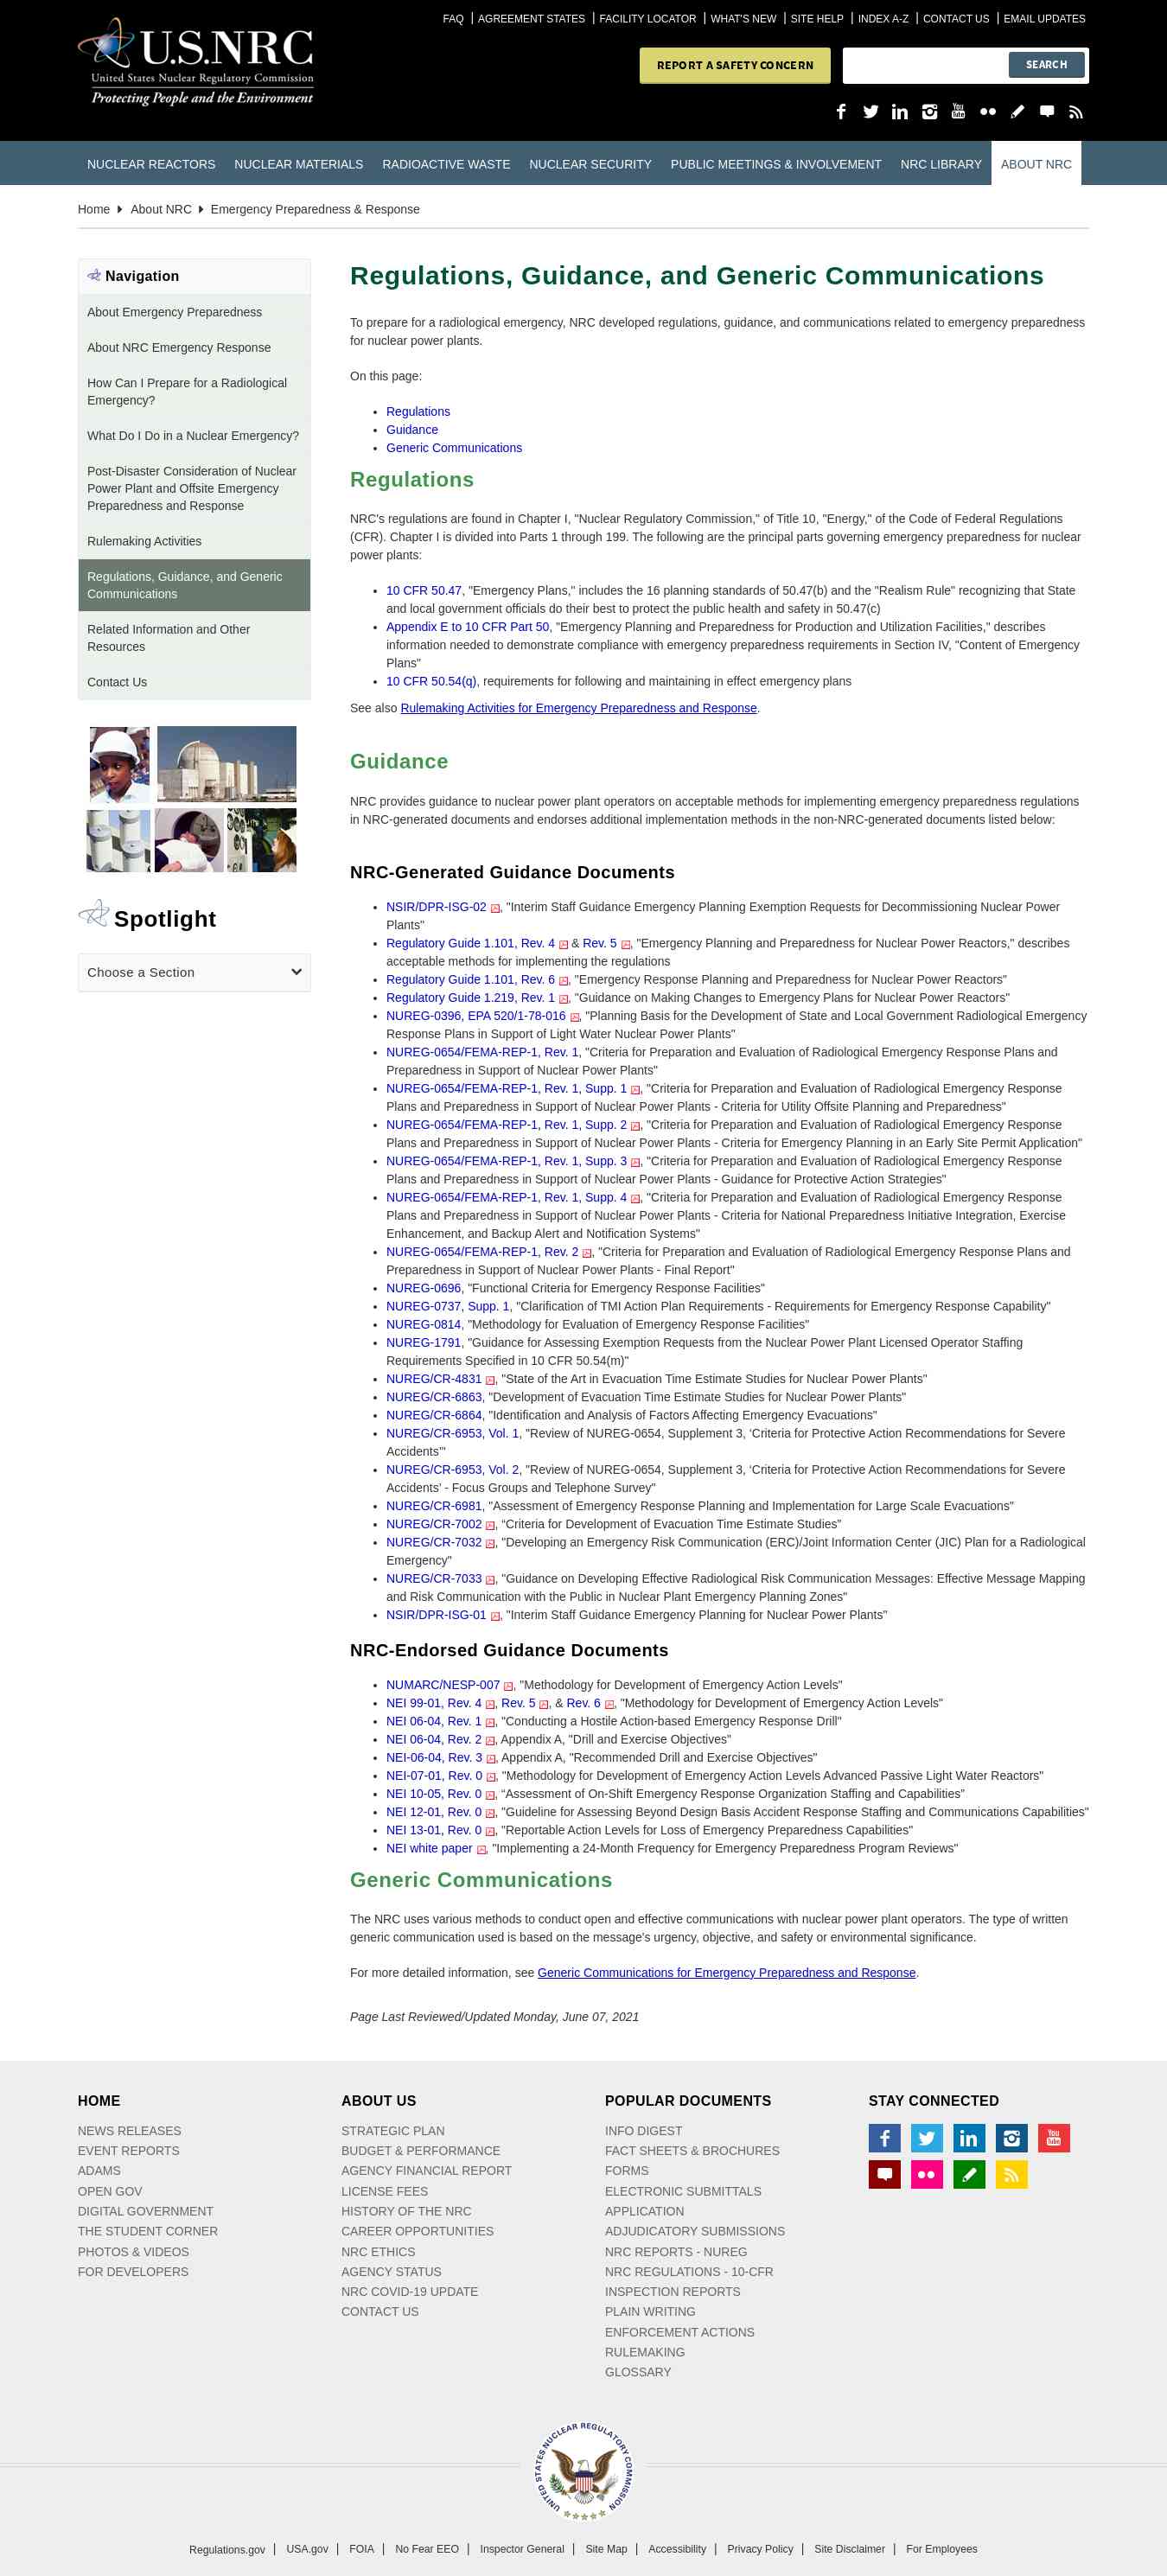 FAQ | AGREEMENT STATES | FACILITY LOCATOR | WHAT'S NEW | SITE HELP | INDEX A-Z | CONTACT US | EMAIL UPDATES
U.S.NRC
United States Nuclear Regulatory Commission
Protecting People and the Environment
REPORT A SAFETY CONCERN
SEARCH
NUCLEAR REACTORS NUCLEAR MATERIALS RADIOACTIVE WASTE NUCLEAR SECURITY PUBLIC MEETINGS & INVOLVEMENT NRC LIBRARY ABOUT NRC
Home About NRC Emergency Preparedness & Response
Navigation
About Emergency Preparedness
About NRC Emergency Response
How Can I Prepare for a Radiological
Emergency?
What Do I Do in a Nuclear Emergency?
Post-Disaster Consideration of Nuclear
Power Plant and Offsite Emergency
Preparedness and Response
Rulemaking Activities
Regulations, Guidance, and Generic
Communications
Related Information and Other
Resources
Contact Us
Spotlight
Choose a Section
Regulations, Guidance, and Generic Communications
To prepare for a radiological emergency, NRC developed regulations, guidance, and communications related to emergency preparedness
for nuclear power plants.
On this page:
• Regulations
• Guidance
• Generic Communications
Regulations
NRC's regulations are found in Chapter I, "Nuclear Regulatory Commission," of Title 10, "Energy," of the Code of Federal Regulations
(CFR). Chapter I is divided into Parts 1 through 199. The following are the principal parts governing emergency preparedness for nuclear
power plants:
• 10 CFR 50.47, "Emergency Plans," includes the 16 planning standards of 50.47(b) and the "Realism Rule" recognizing that State
and local government officials do their best to protect the public health and safety in 50.47(c)
• Appendix E to 10 CFR Part 50, "Emergency Planning and Preparedness for Production and Utilization Facilities," describes
information needed to demonstrate compliance with emergency preparedness requirements in Section IV, "Content of Emergency
Plans"
• 10 CFR 50.54(q), requirements for following and maintaining in effect emergency plans
See also Rulemaking Activities for Emergency Preparedness and Response.
Guidance
NRC provides guidance to nuclear power plant operators on acceptable methods for implementing emergency preparedness regulations
in NRC-generated documents and endorses additional implementation methods in the non-NRC-generated documents listed below:
NRC-Generated Guidance Documents
• NSIR/DPR-ISG-02, "Interim Staff Guidance Emergency Planning Exemption Requests for Decommissioning Nuclear Power
Plants"
• Regulatory Guide 1.101, Rev. 4 & Rev. 5, "Emergency Planning and Preparedness for Nuclear Power Reactors," describes
acceptable methods for implementing the regulations
• Regulatory Guide 1.101, Rev. 6, "Emergency Response Planning and Preparedness for Nuclear Power Reactors"
• Regulatory Guide 1.219, Rev. 1, "Guidance on Making Changes to Emergency Plans for Nuclear Power Reactors"
• NUREG-0396, EPA 520/1-78-016, "Planning Basis for the Development of State and Local Government Radiological Emergency
Response Plans in Support of Light Water Nuclear Power Plants"
• NUREG-0654/FEMA-REP-1, Rev. 1, "Criteria for Preparation and Evaluation of Radiological Emergency Response Plans and
Preparedness in Support of Nuclear Power Plants"
• NUREG-0654/FEMA-REP-1, Rev. 1, Supp. 1, "Criteria for Preparation and Evaluation of Radiological Emergency Response
Plans and Preparedness in Support of Nuclear Power Plants - Criteria for Utility Offsite Planning and Preparedness"
• NUREG-0654/FEMA-REP-1, Rev. 1, Supp. 2, "Criteria for Preparation and Evaluation of Radiological Emergency Response
Plans and Preparedness in Support of Nuclear Power Plants - Criteria for Emergency Planning in an Early Site Permit Application"
• NUREG-0654/FEMA-REP-1, Rev. 1, Supp. 3, "Criteria for Preparation and Evaluation of Radiological Emergency Response
Plans and Preparedness in Support of Nuclear Power Plants - Guidance for Protective Action Strategies"
• NUREG-0654/FEMA-REP-1, Rev. 1, Supp. 4, "Criteria for Preparation and Evaluation of Radiological Emergency Response
Plans and Preparedness in Support of Nuclear Power Plants - Criteria for National Preparedness Initiative Integration, Exercise
Enhancement, and Backup Alert and Notification Systems"
• NUREG-0654/FEMA-REP-1, Rev. 2, "Criteria for Preparation and Evaluation of Radiological Emergency Response Plans and
Preparedness in Support of Nuclear Power Plants - Final Report"
• NUREG-0696, "Functional Criteria for Emergency Response Facilities"
• NUREG-0737, Supp. 1, "Clarification of TMI Action Plan Requirements - Requirements for Emergency Response Capability"
• NUREG-0814, "Methodology for Evaluation of Emergency Response Facilities"
• NUREG-1791, "Guidance for Assessing Exemption Requests from the Nuclear Power Plant Licensed Operator Staffing
Requirements Specified in 10 CFR 50.54(m)"
• NUREG/CR-4831, "State of the Art in Evacuation Time Estimate Studies for Nuclear Power Plants"
• NUREG/CR-6863, "Development of Evacuation Time Estimate Studies for Nuclear Power Plants"
• NUREG/CR-6864, "Identification and Analysis of Factors Affecting Emergency Evacuations"
• NUREG/CR-6953, Vol. 1, "Review of NUREG-0654, Supplement 3, 'Criteria for Protective Action Recommendations for Severe
Accidents'"
• NUREG/CR-6953, Vol. 2, "Review of NUREG-0654, Supplement 3, 'Criteria for Protective Action Recommendations for Severe
Accidents' - Focus Groups and Telephone Survey"
• NUREG/CR-6981, "Assessment of Emergency Response Planning and Implementation for Large Scale Evacuations"
• NUREG/CR-7002, "Criteria for Development of Evacuation Time Estimate Studies"
• NUREG/CR-7032, "Developing an Emergency Risk Communication (ERC)/Joint Information Center (JIC) Plan for a Radiological
Emergency"
• NUREG/CR-7033, "Guidance on Developing Effective Radiological Risk Communication Messages: Effective Message Mapping
and Risk Communication with the Public in Nuclear Plant Emergency Planning Zones"
• NSIR/DPR-ISG-01, "Interim Staff Guidance Emergency Planning for Nuclear Power Plants"
NRC-Endorsed Guidance Documents
• NUMARC/NESP-007, "Methodology for Development of Emergency Action Levels"
• NEI 99-01, Rev. 4, Rev. 5, & Rev. 6, "Methodology for Development of Emergency Action Levels"
• NEI 06-04, Rev. 1, "Conducting a Hostile Action-based Emergency Response Drill"
• NEI 06-04, Rev. 2, Appendix A, "Drill and Exercise Objectives"
• NEI-06-04, Rev. 3, Appendix A, "Recommended Drill and Exercise Objectives"
• NEI-07-01, Rev. 0, "Methodology for Development of Emergency Action Levels Advanced Passive Light Water Reactors"
• NEI 10-05, Rev. 0, "Assessment of On-Shift Emergency Response Organization Staffing and Capabilities"
• NEI 12-01, Rev. 0, "Guideline for Assessing Beyond Design Basis Accident Response Staffing and Communications Capabilities"
• NEI 13-01, Rev. 0, "Reportable Action Levels for Loss of Emergency Preparedness Capabilities"
• NEI white paper, "Implementing a 24-Month Frequency for Emergency Preparedness Program Reviews"
Generic Communications
The NRC uses various methods to conduct open and effective communications with nuclear power plant operators. The type of written
generic communication used is based on the message's urgency, objective, and safety or environmental significance.
For more detailed information, see Generic Communications for Emergency Preparedness and Response.
Page Last Reviewed/Updated Monday, June 07, 2021
HOME
NEWS RELEASES
EVENT REPORTS
ADAMS
OPEN GOV
DIGITAL GOVERNMENT
THE STUDENT CORNER
PHOTOS & VIDEOS
FOR DEVELOPERS
ABOUT US
STRATEGIC PLAN
BUDGET & PERFORMANCE
AGENCY FINANCIAL REPORT
LICENSE FEES
HISTORY OF THE NRC
CAREER OPPORTUNITIES
NRC ETHICS
AGENCY STATUS
NRC COVID-19 UPDATE
CONTACT US
POPULAR DOCUMENTS
INFO DIGEST
FACT SHEETS & BROCHURES
FORMS
ELECTRONIC SUBMITTALS
APPLICATION
ADJUDICATORY SUBMISSIONS
NRC REPORTS - NUREG
NRC REGULATIONS - 10-CFR
INSPECTION REPORTS
PLAIN WRITING
ENFORCEMENT ACTIONS
RULEMAKING
GLOSSARY
STAY CONNECTED
UNITED STATES NUCLEAR REGULATORY COMMISSION
Regulations.gov | USA.gov | FOIA | No Fear EEO | Inspector General | Site Map | Accessibility | Privacy Policy | Site Disclaimer | For Employees